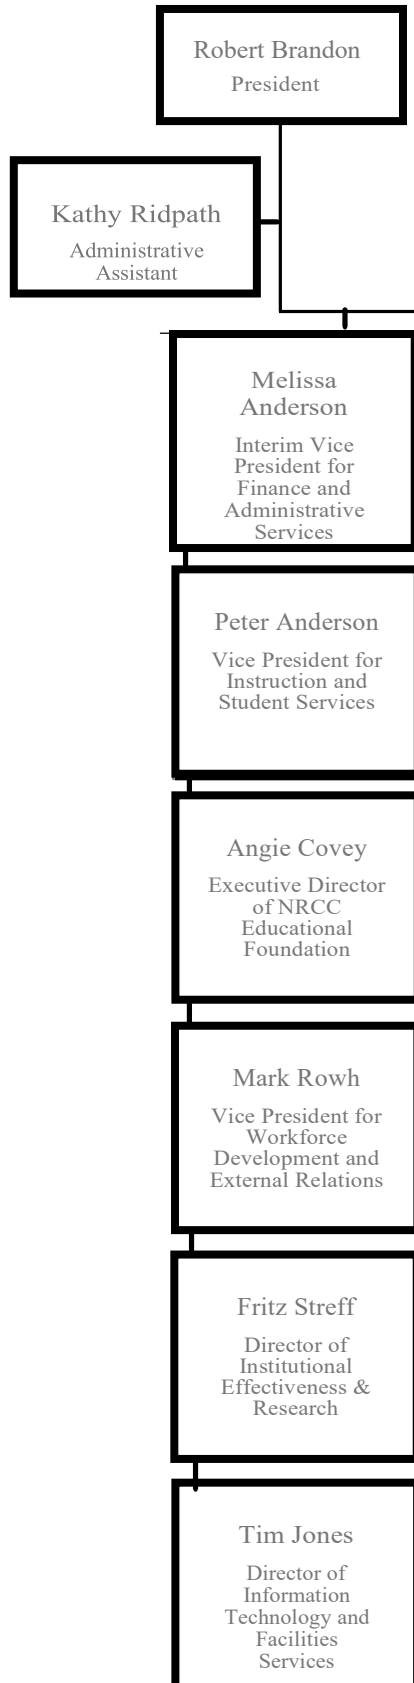 Robert Brandon
President
Kathy Ridpath
Administrative
Assistant
Melissa
Anderson
Interim Vice
President for
Finance and
Administrative
Services
Peter Anderson
Vice President for
Instruction and
Student Services
Angie Covey
Executive Director
of NRCC
Educational
Foundation
Mark Rowh
Vice President for
Workforce
Development and
External Relations
Fritz Streff
Director of
Institutional
Effectiveness &
Research
Tim Jones
Director of
Information
Technology and
Facilities
Services